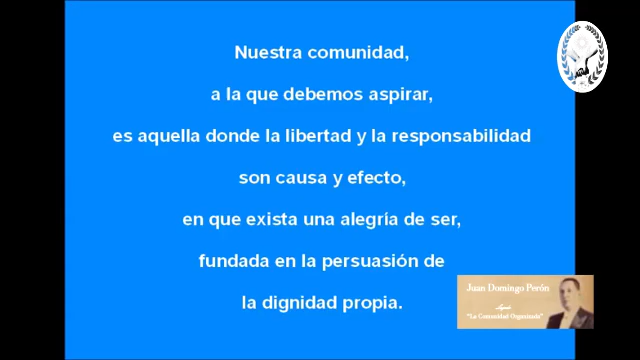 Nuestra comunidad,
a la que debemos aspirar,
es aquella donde la libertad y la responsabilidad
son causa y efecto,
en que exista una alegría de ser,
fundada en la persuasión de
la dignidad propia.
Juan Domingo Perón
"La Comunidad Organizada"